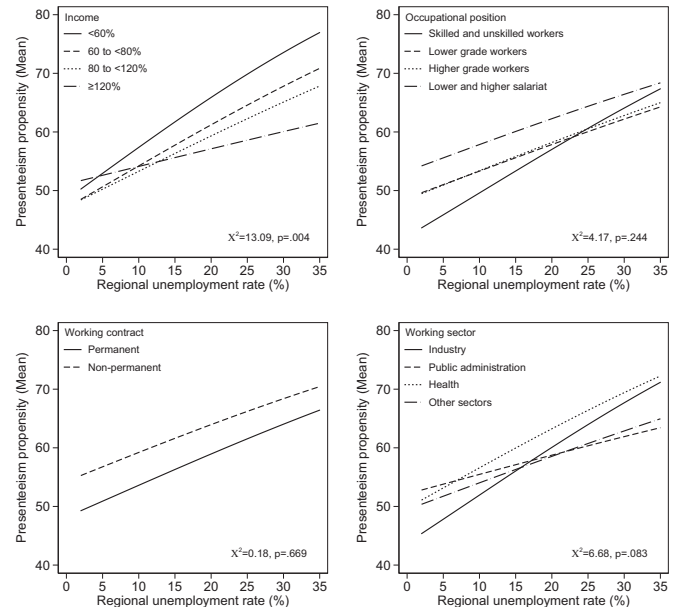 Income
<60%
60 to <80%
80 to <120%
≥120%
80
70
60
50
40
Presenteeism propensity (Mean)
X²=13.09, p=.004
0 5 10 15 20 25 30 35
Regional unemployment rate (%)
Occupational position
Skilled and unskilled workers
Lower grade workers
Higher grade workers
Lower and higher salariat
80
70
60
50
40
Presenteeism propensity (Mean)
X²=4.17, p=.244
0 5 10 15 20 25 30 35
Regional unemployment rate (%)
Working contract
Permanent
Non-permanent
80
70
60
50
40
Presenteeism propensity (Mean)
X²=0.18, p=.669
0 5 10 15 20 25 30 35
Regional unemployment rate (%)
Working sector
Industry
Public administration
Health
Other sectors
80
70
60
50
40
Presenteeism propensity (Mean)
X²=6.68, p=.083
0 5 10 15 20 25 30 35
Regional unemployment rate (%)